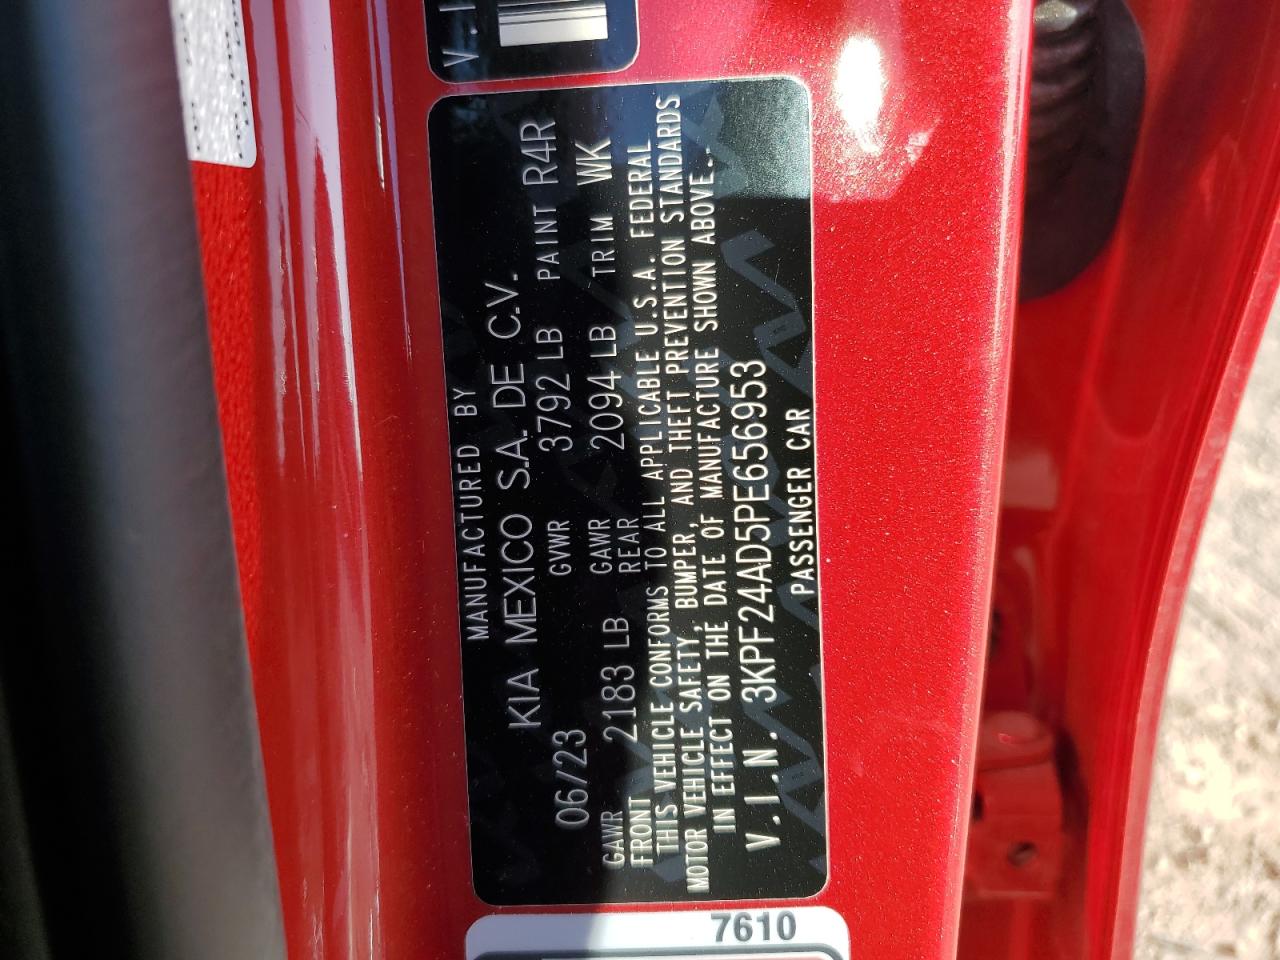 V.I
MANUFACTURED BY
KIA MEXICO S.A. DE C.V.
06/23 GVWR 3792 LB PAINT R4R
GAWR FRONT 2183 LB GAWR REAR 2094 LB TRIM WK
THIS VEHICLE CONFORMS TO ALL APPLICABLE U.S.A. FEDERAL
MOTOR VEHICLE SAFETY, BUMPER, AND THEFT PREVENTION STANDARDS
IN EFFECT ON THE DATE OF MANUFACTURE SHOWN ABOVE.
V.I.N. 3KPF24AD5PE656953
PASSENGER CAR
7610